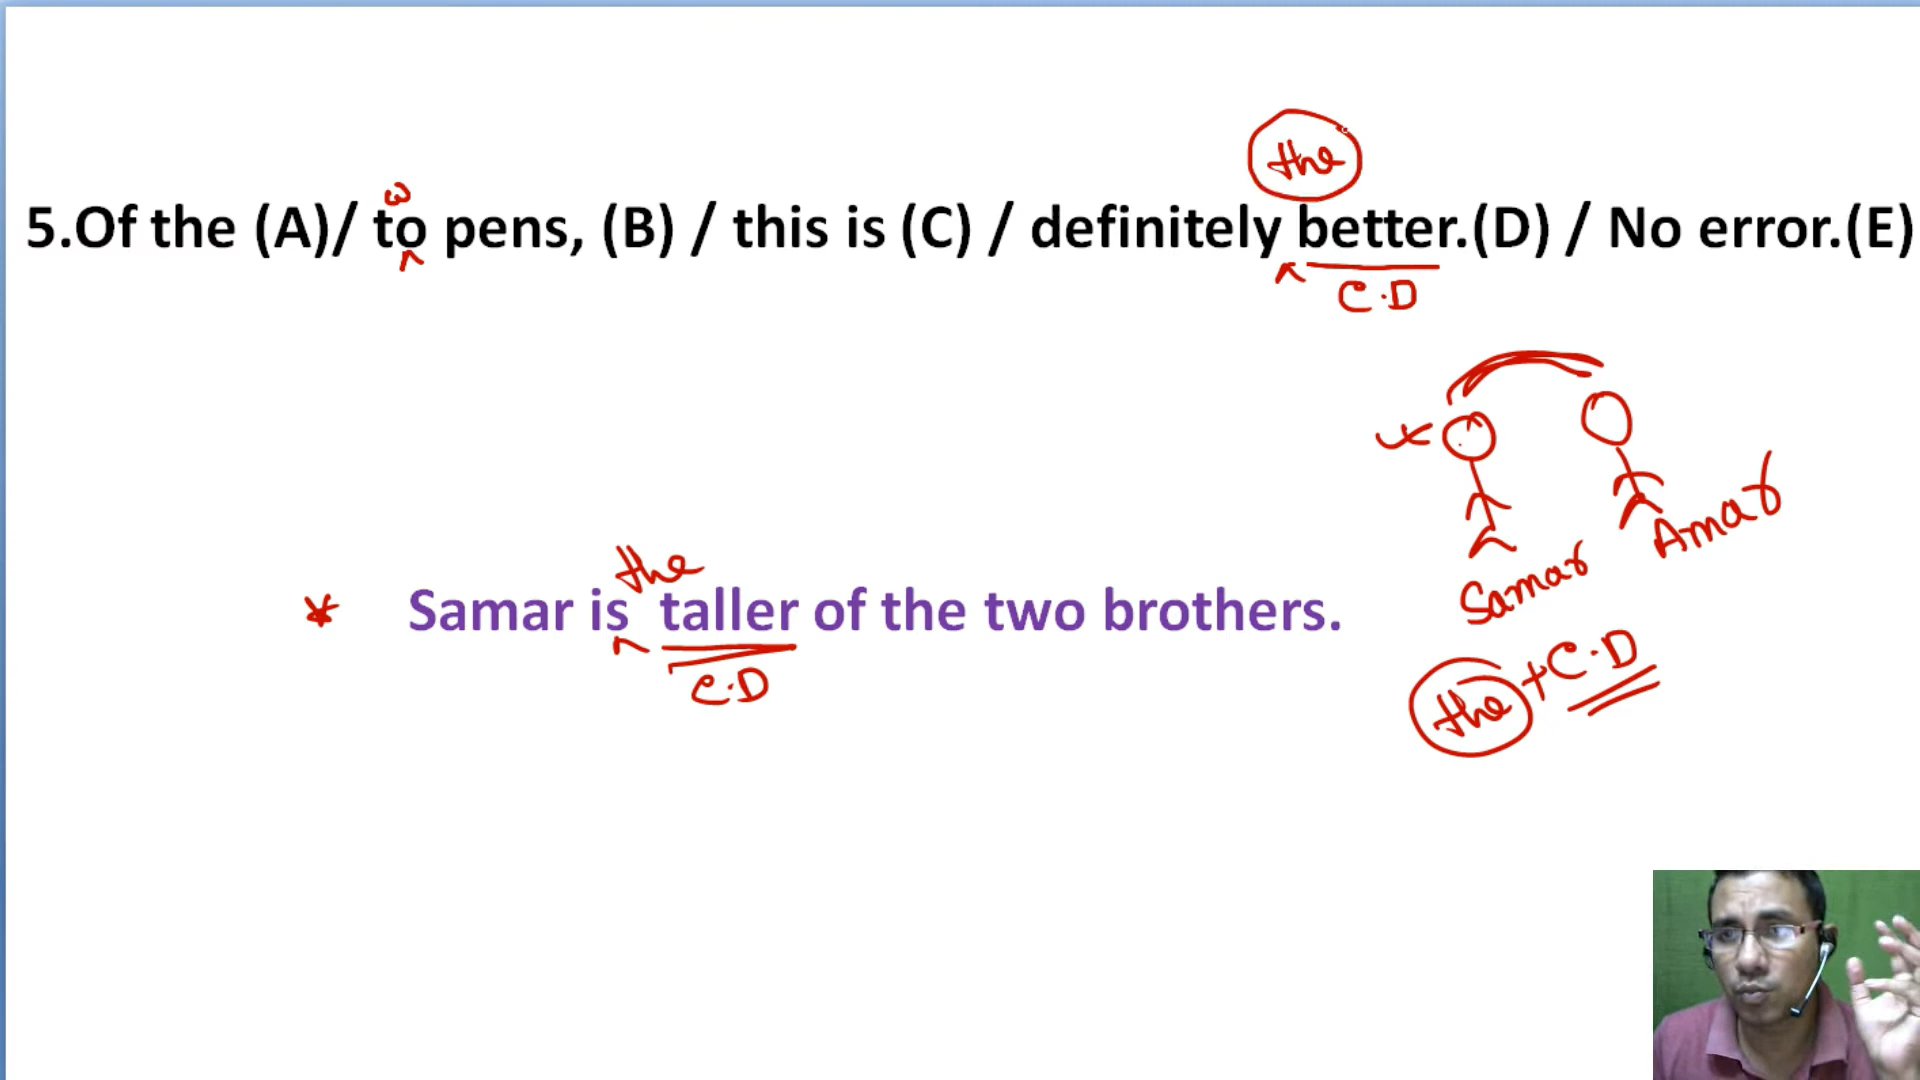 the
w
5.Of the (A)/ to pens, (B) / this is (C) / definitely better.(D) / No error.(E)
C.D
Amar
Samar
the
* Samar is taller of the two brothers.
C.D
the + C.D